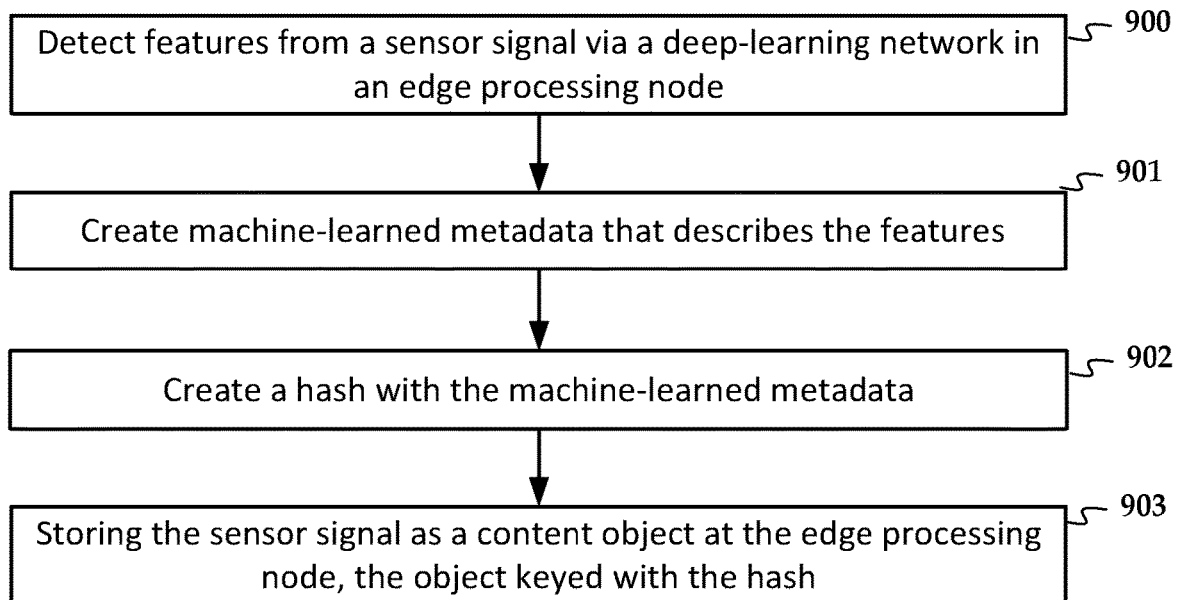 Detect features from a sensor signal via a deep-learning network in
an edge processing node
900
Create machine-learned metadata that describes the features
901
Create a hash with the machine-learned metadata
902
Storing the sensor signal as a content object at the edge processing
node, the object keyed with the hash
903